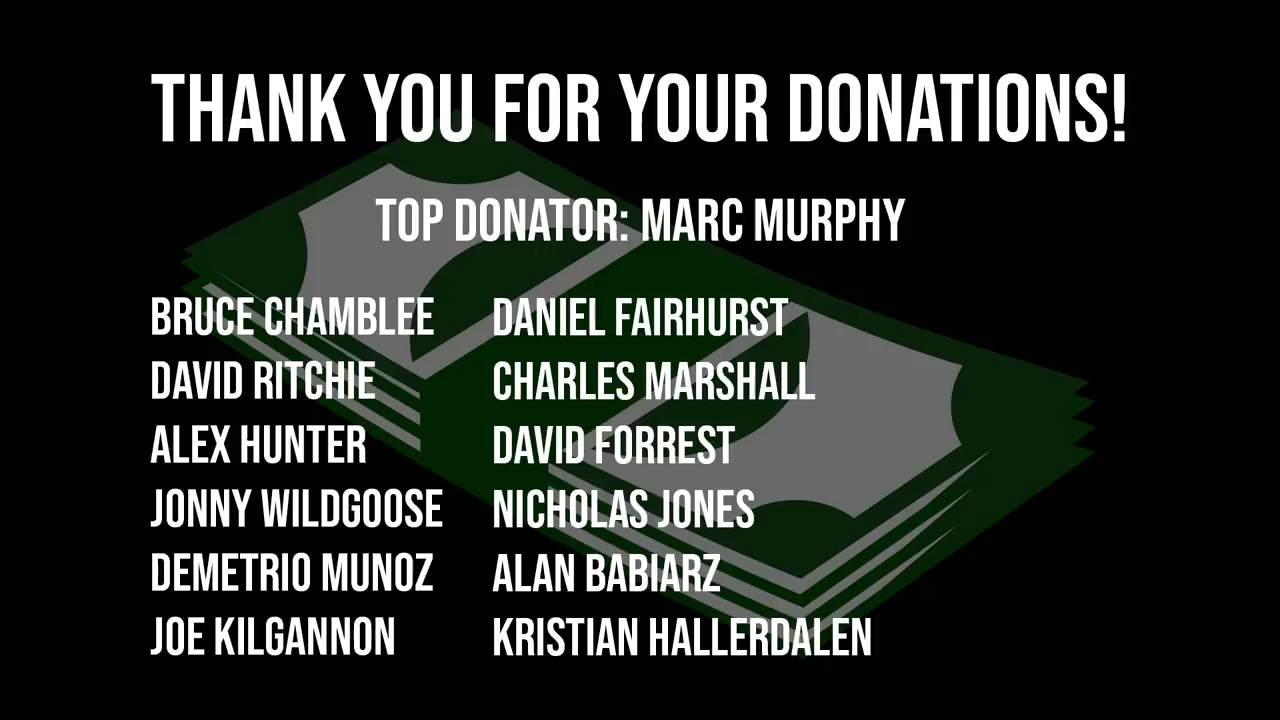 THANK YOU FOR YOUR DONATIONS!
TOP DONATOR: MARC MURPHY
BRUCE CHAMBLEE
DAVID RITCHIE
ALEX HUNTER
JONNY WILDGOOSE
DEMETRIO MUNOZ
JOE KILGANNON
DANIEL FAIRHURST
CHARLES MARSHALL
DAVID FORREST
NICHOLAS JONES
ALAN BABIARZ
KRISTIAN HALLERDALEN